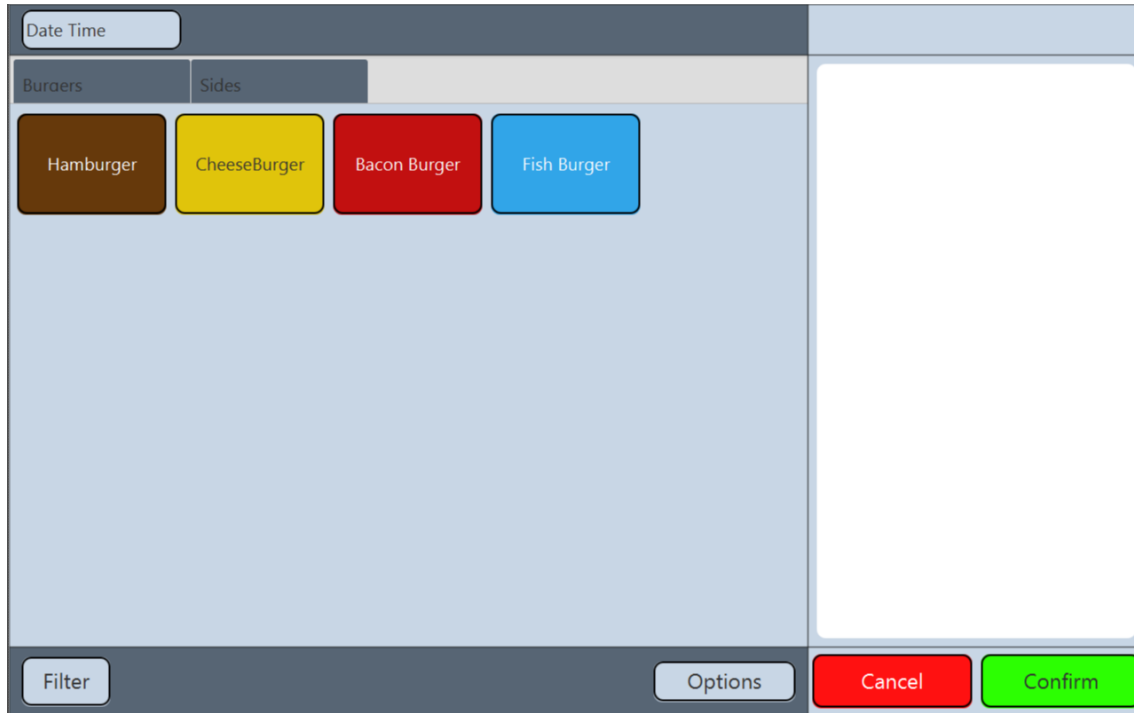 Date Time
Burgers Sides
Hamburger CheeseBurger Bacon Burger Fish Burger
Filter Options Cancel Confirm